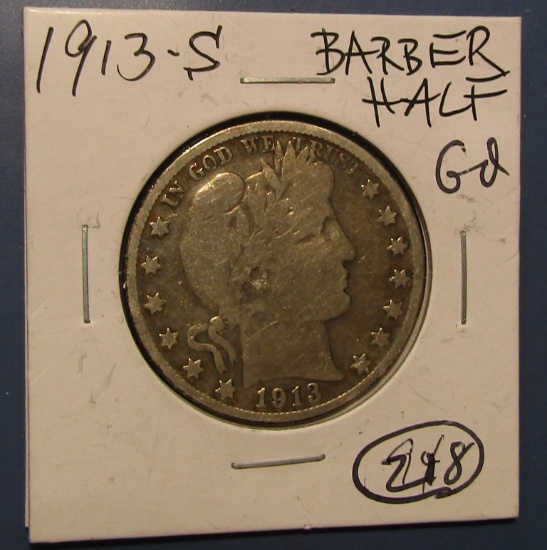 1913-S
BARBER
HALF
Gd
IN GOD WE TRUST
1913